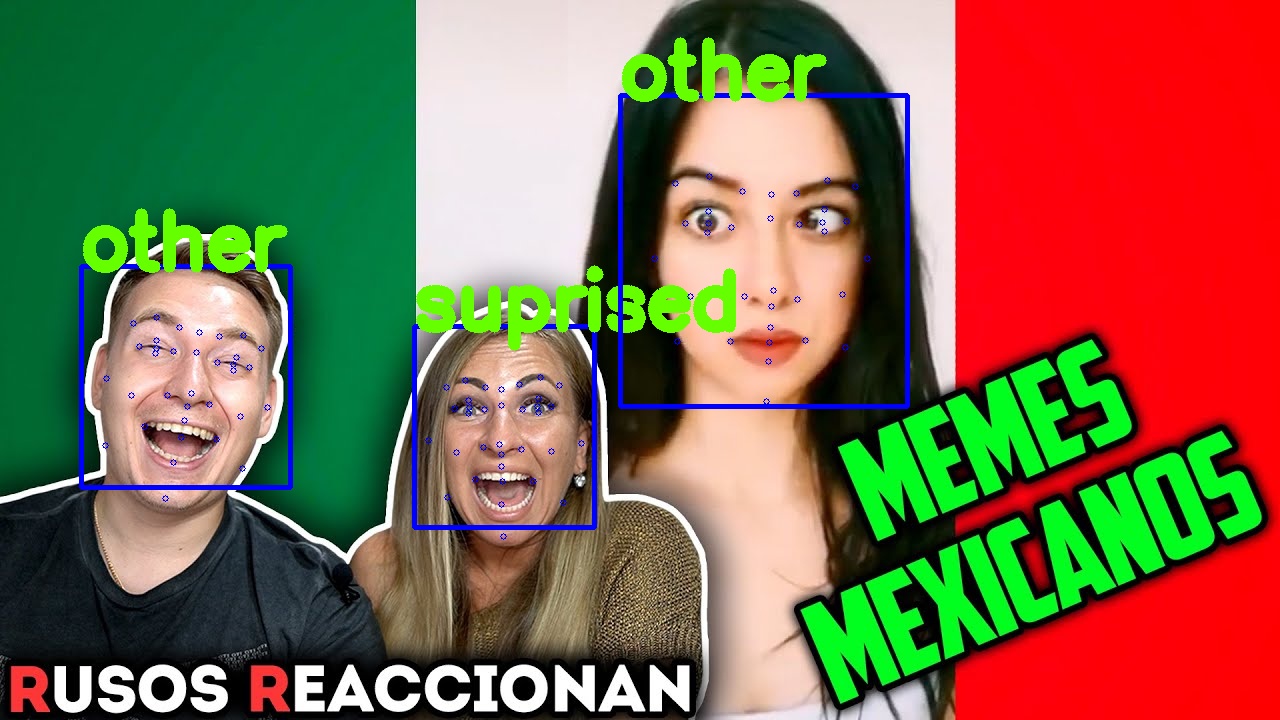 other
other
suprised
MEMES
MEXICANOS
RUSOS REACCIONAN